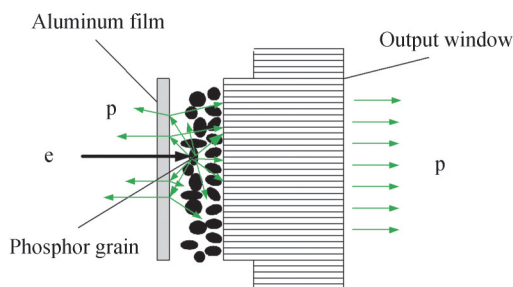 Aluminum film
Output window
p
e
p
Phosphor grain